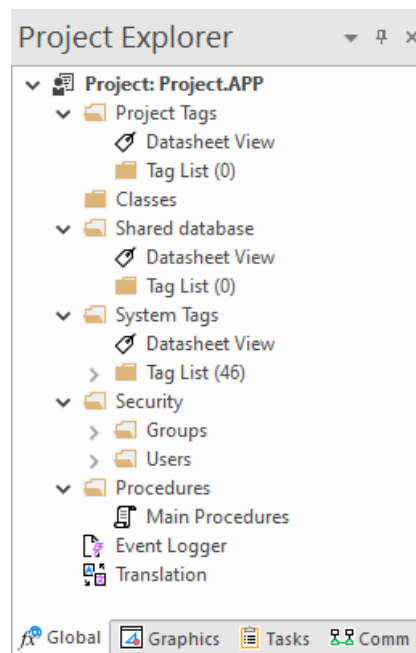 Project Explorer
Project: Project.APP
Project Tags
Datasheet View
Tag List (0)
Classes
Shared database
Datasheet View
Tag List (0)
System Tags
Datasheet View
Tag List (46)
Security
Groups
Users
Procedures
Main Procedures
Event Logger
Translation
Global Graphics Tasks Comm